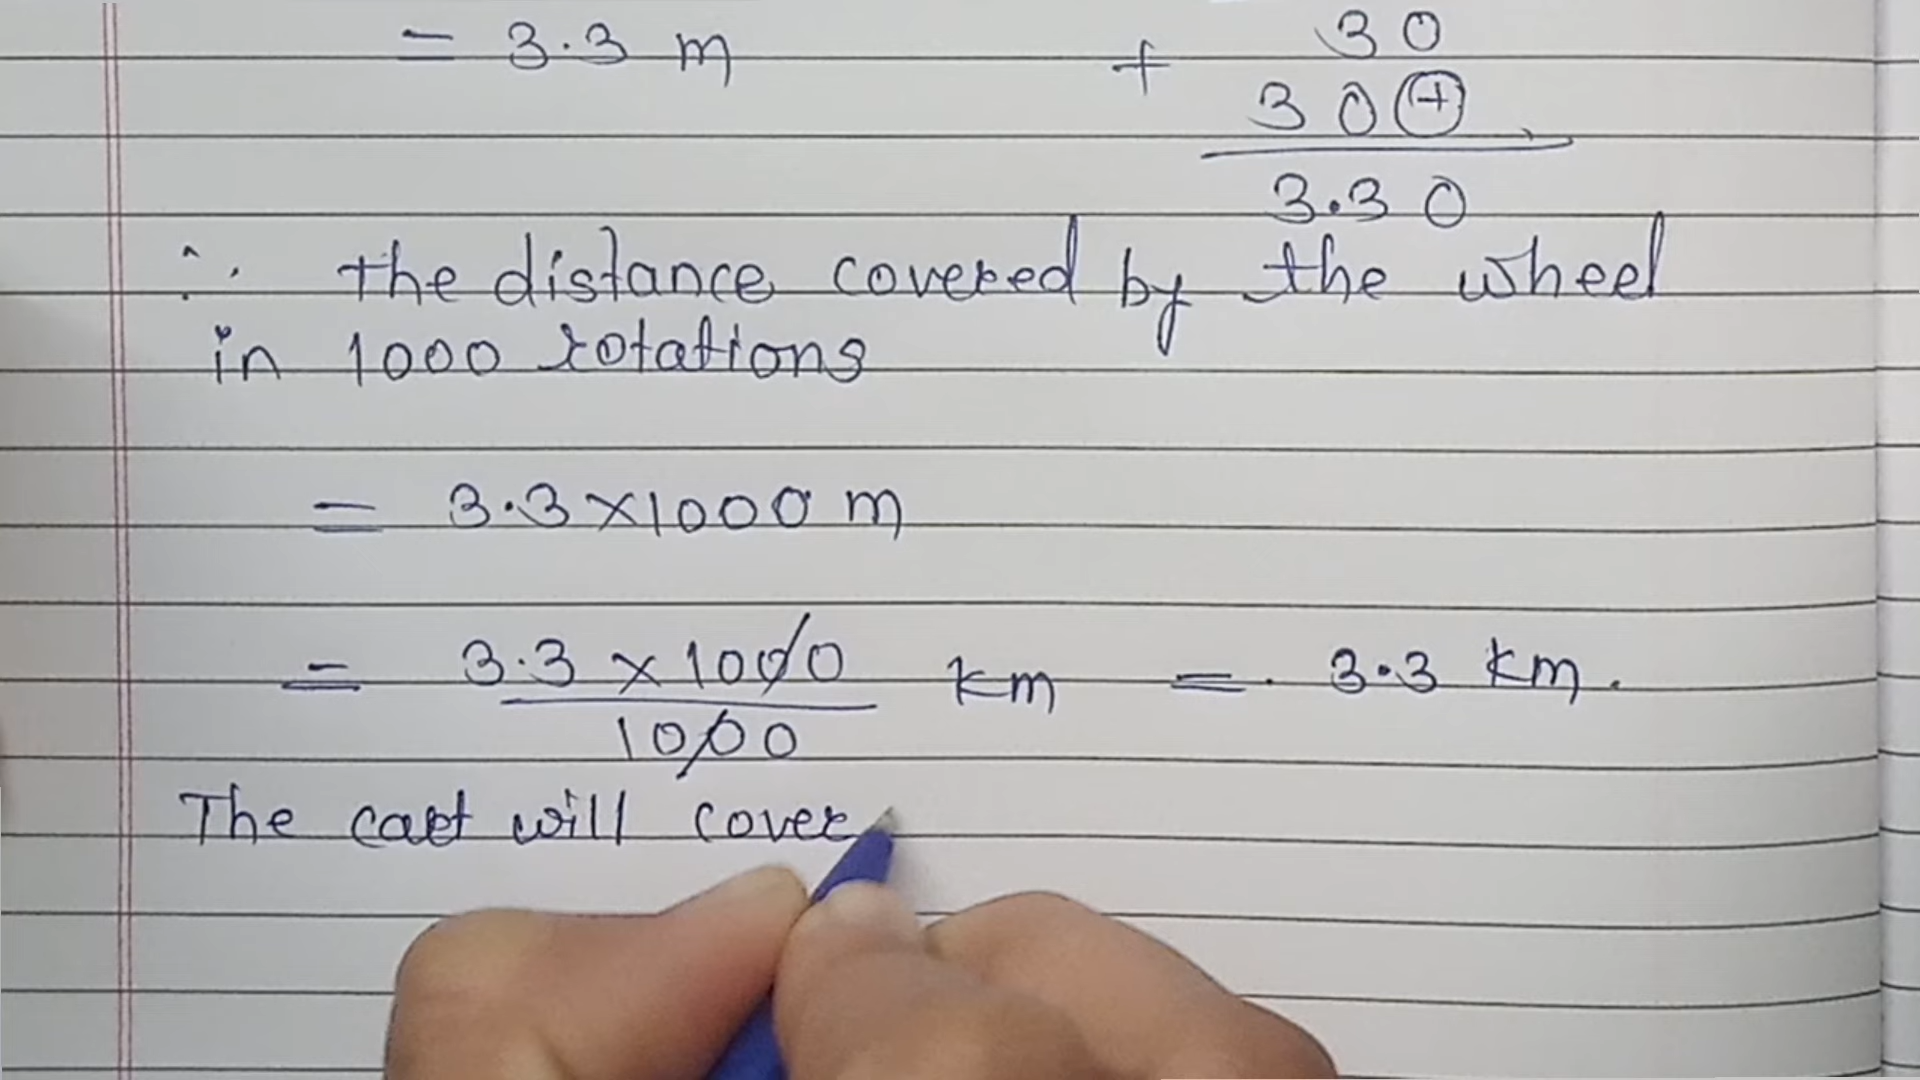 = 3.3 m
+ 30
30+
3.30
∴ the distance covered by the wheel
in 1000 rotations
= 3.3×1000 m
= 3.3 × 1000 km = 3.3 km.
1000
The cart will cover